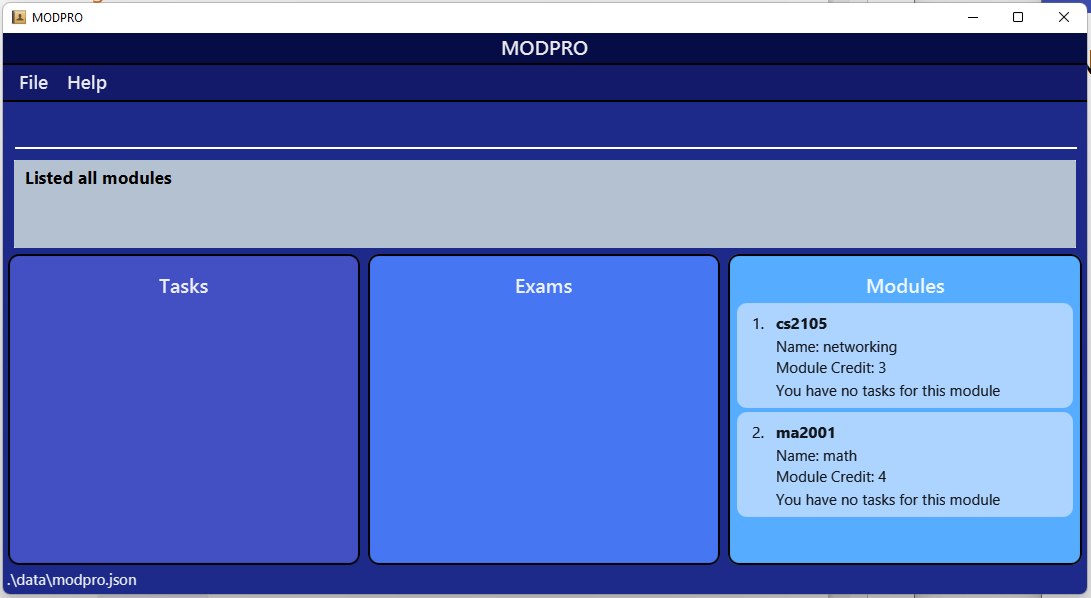 MODPRO
MODPRO
File Help
Listed all modules
Tasks
Exams
Modules
1. cs2105
Name: networking
Module Credit: 3
You have no tasks for this module
2. ma2001
Name: math
Module Credit: 4
You have no tasks for this module
.\data\modpro.json